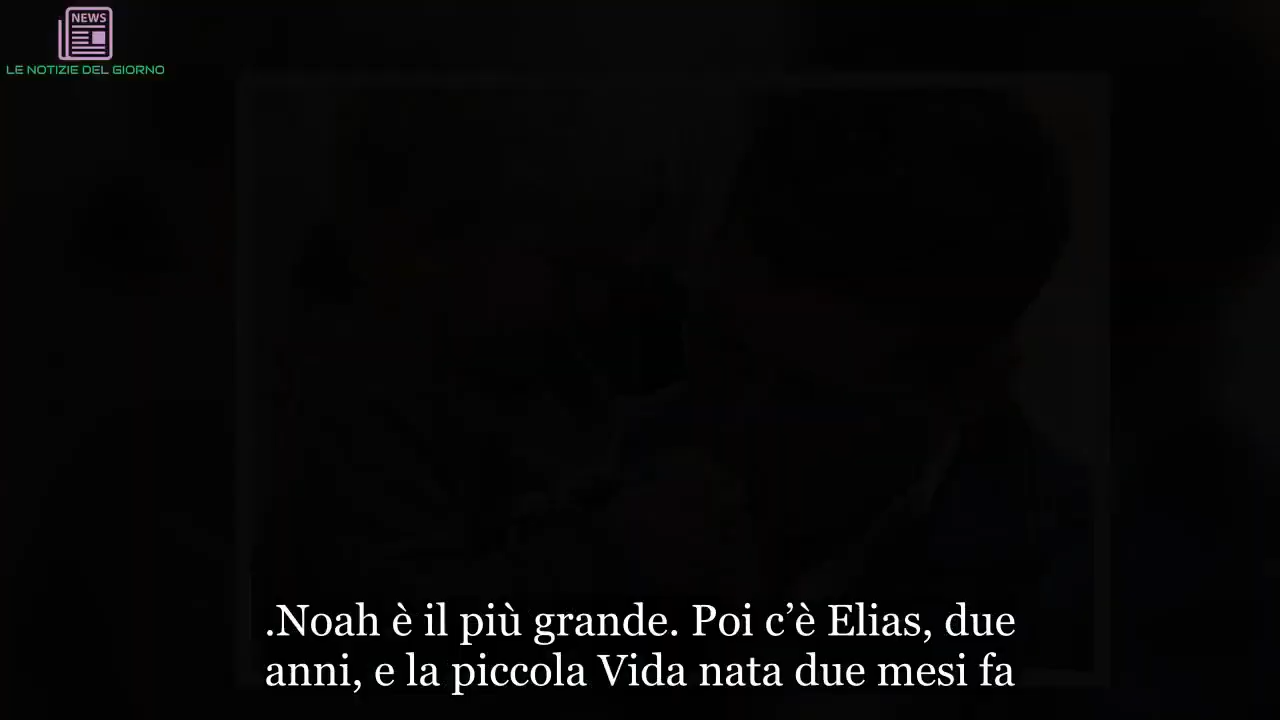 NEWS
LE NOTIZIE DEL GIORNO
.Noah è il più grande. Poi c’è Elias, due
anni, e la piccola Vida nata due mesi fa